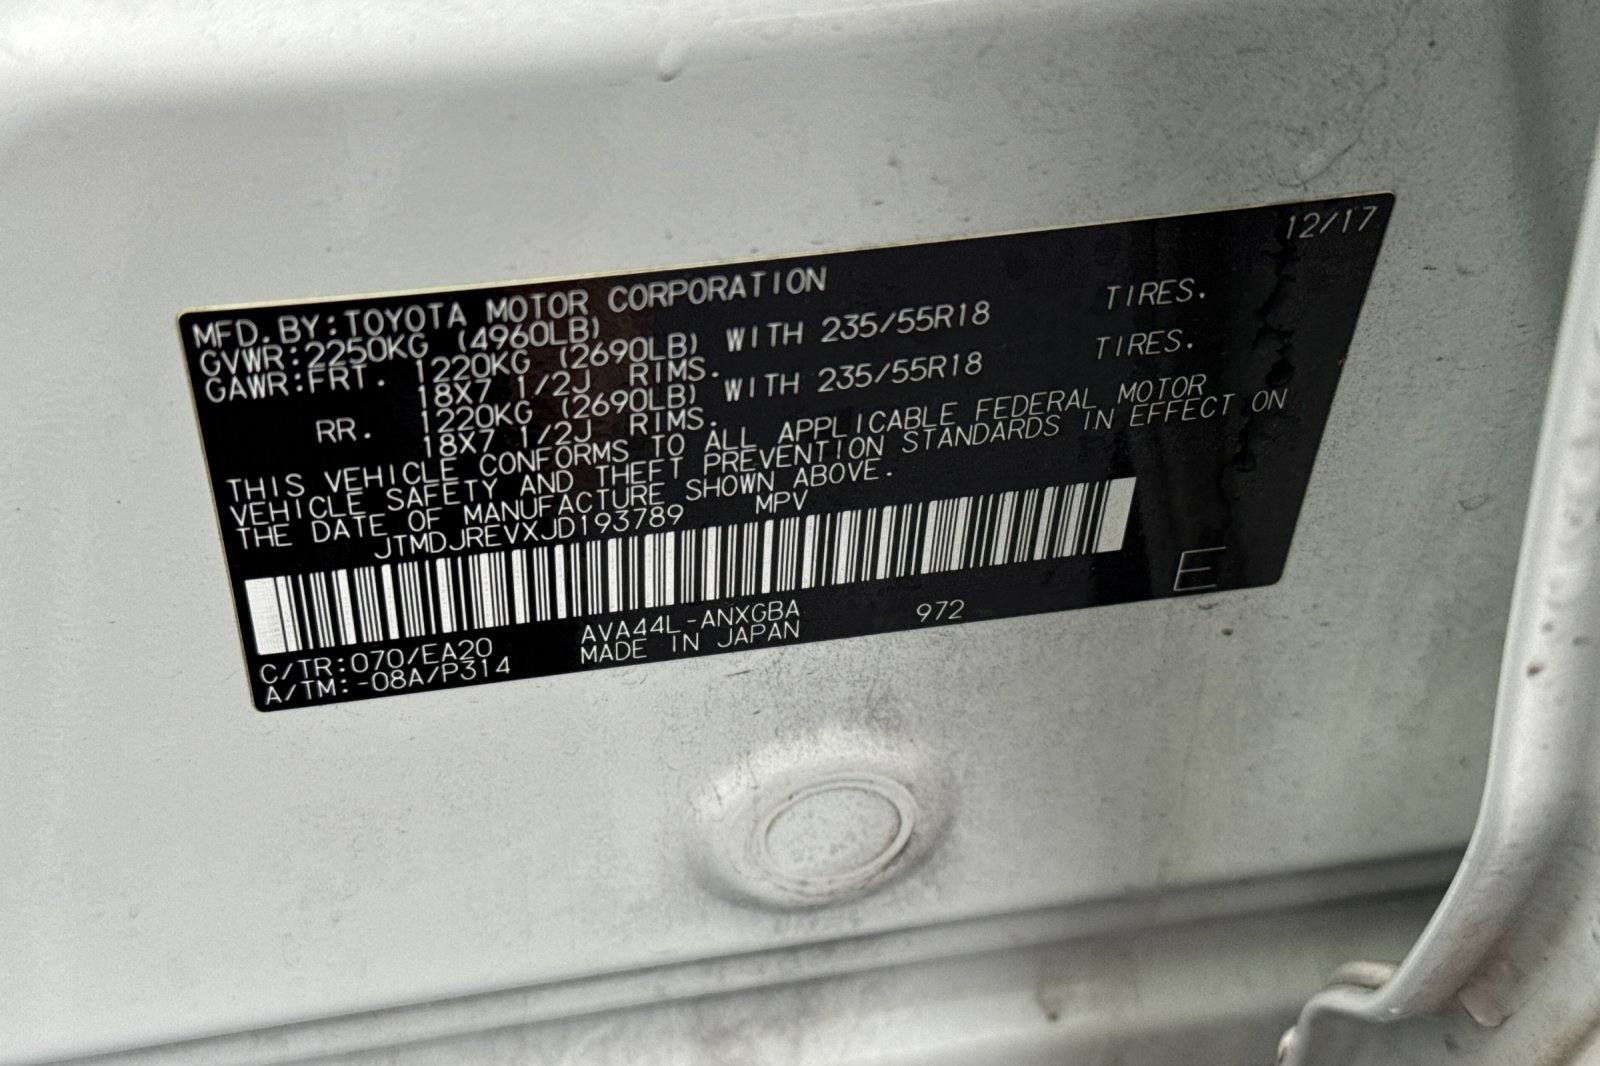 12/17
MFD.BY:TOYOTA MOTOR CORPORATION
GVWR:2250KG (4960LB)
GAWR:FRT. 1220KG (2690LB) WITH 235/55R18 TIRES.
18X7 1/2J RIMS.
RR. 1220KG (2690LB) WITH 235/55R18 TIRES.
18X7 1/2J RIMS.
THIS VEHICLE CONFORMS TO ALL APPLICABLE FEDERAL MOTOR
VEHICLE SAFETY AND THEFT PREVENTION STANDARDS IN EFFECT ON
THE DATE OF MANUFACTURE SHOWN ABOVE.
JTMDJREVXJD193789 MPV
E
C/TR:070/EA20 AVA44L-ANXGBA 972
A/TM:-08A/P314 MADE IN JAPAN